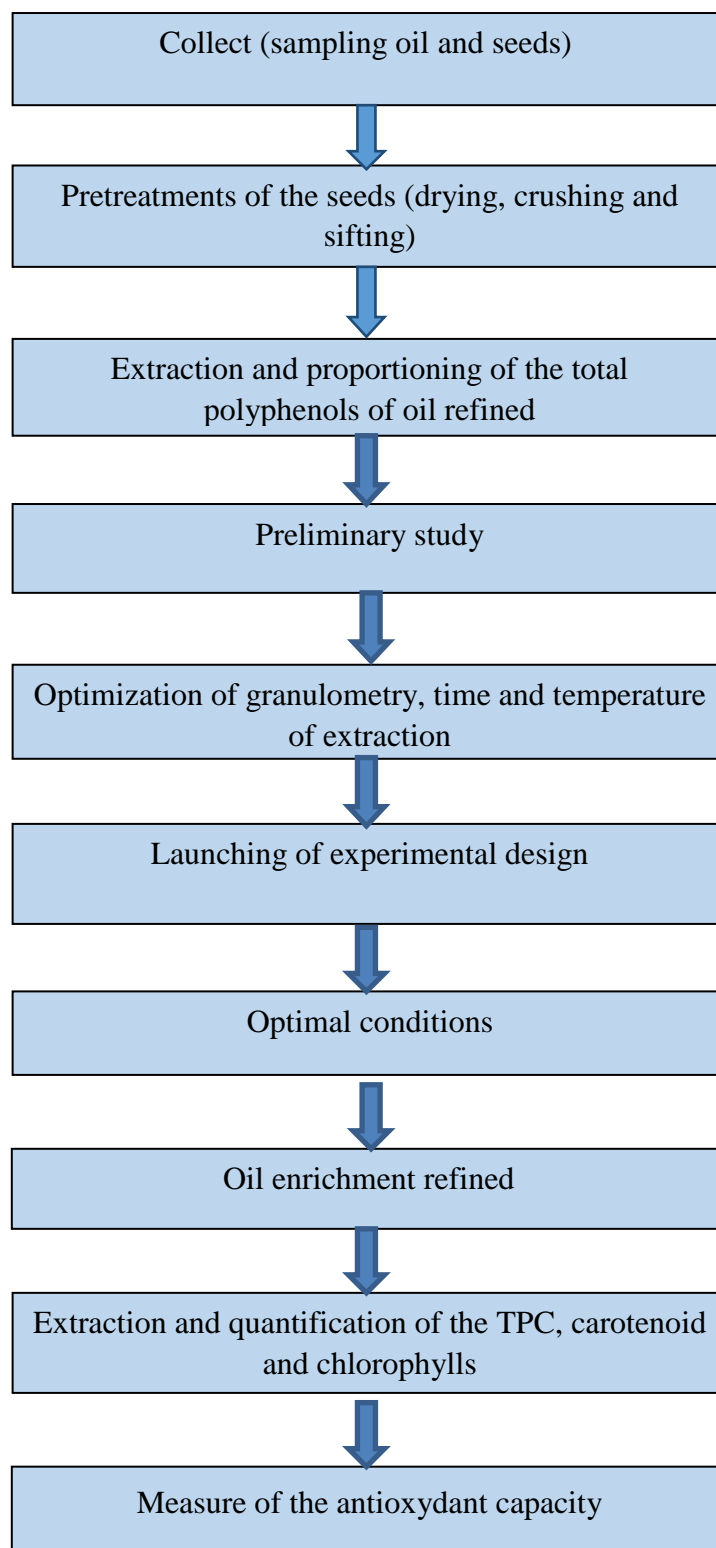 Collect (sampling oil and seeds)
Pretreatments of the seeds (drying, crushing and
sifting)
Extraction and proportioning of the total
polyphenols of oil refined
Preliminary study
Optimization of granulometry, time and temperature
of extraction
Launching of experimental design
Optimal conditions
Oil enrichment refined
Extraction and quantification of the TPC, carotenoid
and chlorophylls
Measure of the antioxydant capacity